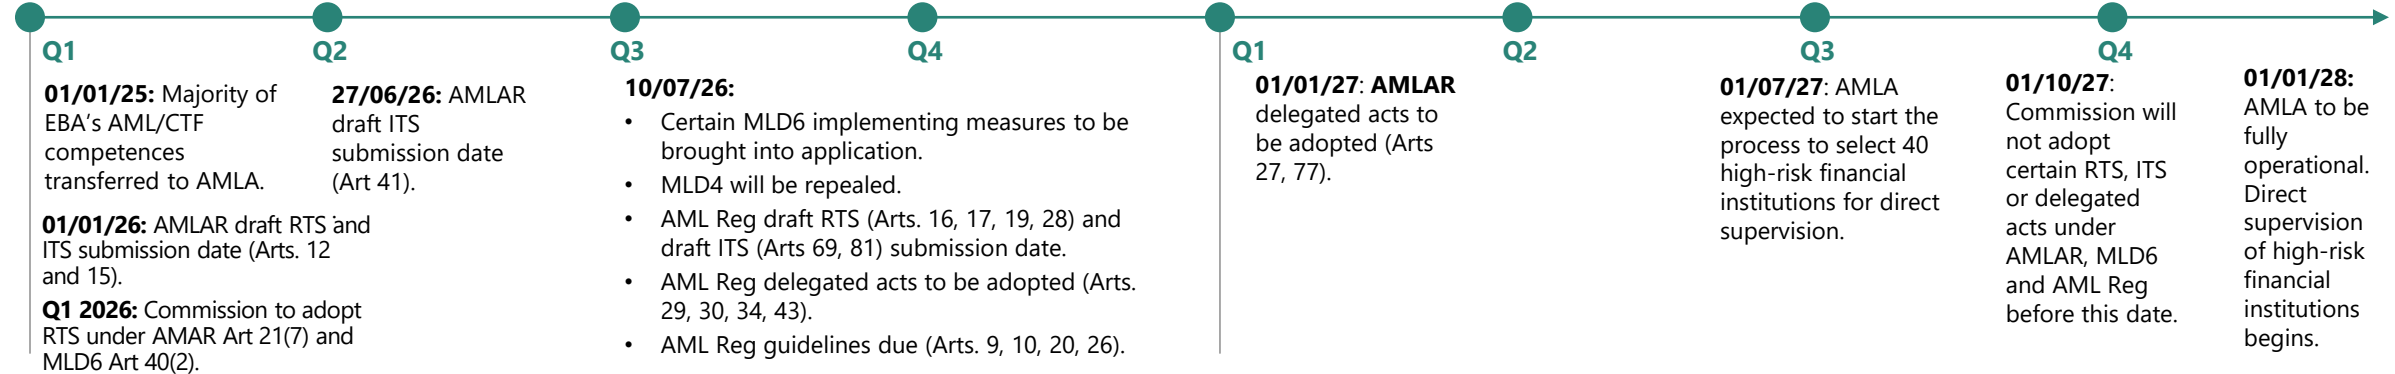 Q1
Q2
Q3
Q4
Q1
Q2
Q3
Q4
01/01/25: Majority of
EBA's AML/CTF
competences
transferred to AMLA.
01/01/26: AMLAR draft RTS and
ITS submission date (Arts. 12
and 15).
Q1 2026: Commission to adopt
RTS under AMAR Art 21(7) and
MLD6 Art 40(2).
27/06/26: AMLAR
draft ITS
submission date
(Art 41).
10/07/26:
• Certain MLD6 implementing measures to be
brought into application.
• MLD4 will be repealed.
• AML Reg draft RTS (Arts. 16, 17, 19, 28) and
draft ITS (Arts 69, 81) submission date.
• AML Reg delegated acts to be adopted (Arts.
29, 30, 34, 43).
• AML Reg guidelines due (Arts. 9, 10, 20, 26).
01/01/27: AMLAR
delegated acts to
be adopted (Arts
27, 77).
01/07/27: AMLA
expected to start the
process to select 40
high-risk financial
institutions for direct
supervision.
01/10/27:
Commission will
not adopt
certain RTS, ITS
or delegated
acts under
AMLAR, MLD6
and AML Reg
before this date.
01/01/28:
AMLA to be
fully
operational.
Direct
supervision
of high-risk
financial
institutions
begins.